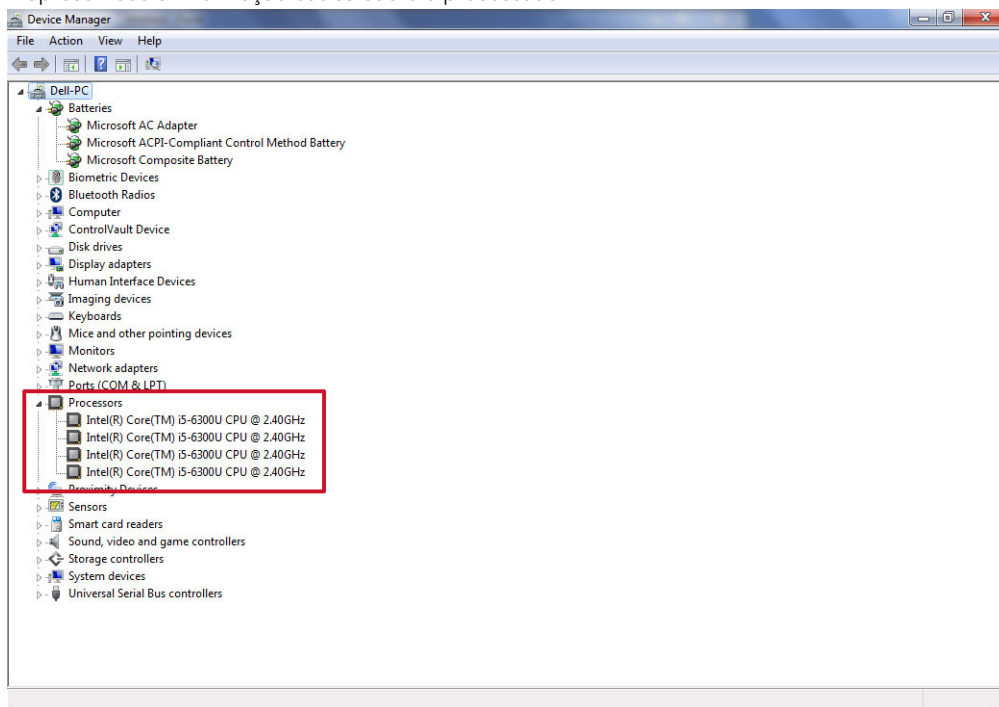 Device Manager
File Action View Help
Dell-PC
Batteries
Microsoft AC Adapter
Microsoft ACPI-Compliant Control Method Battery
Microsoft Composite Battery
Biometric Devices
Bluetooth Radios
Computer
ControlVault Device
Disk drives
Display adapters
Human Interface Devices
Imaging devices
Keyboards
Mice and other pointing devices
Monitors
Network adapters
Ports (COM & LPT)
Processors
Intel(R) Core(TM) i5-6300U CPU @ 2.40GHz
Intel(R) Core(TM) i5-6300U CPU @ 2.40GHz
Intel(R) Core(TM) i5-6300U CPU @ 2.40GHz
Intel(R) Core(TM) i5-6300U CPU @ 2.40GHz
Proximity Devices
Sensors
Smart card readers
Sound, video and game controllers
Storage controllers
System devices
Universal Serial Bus controllers